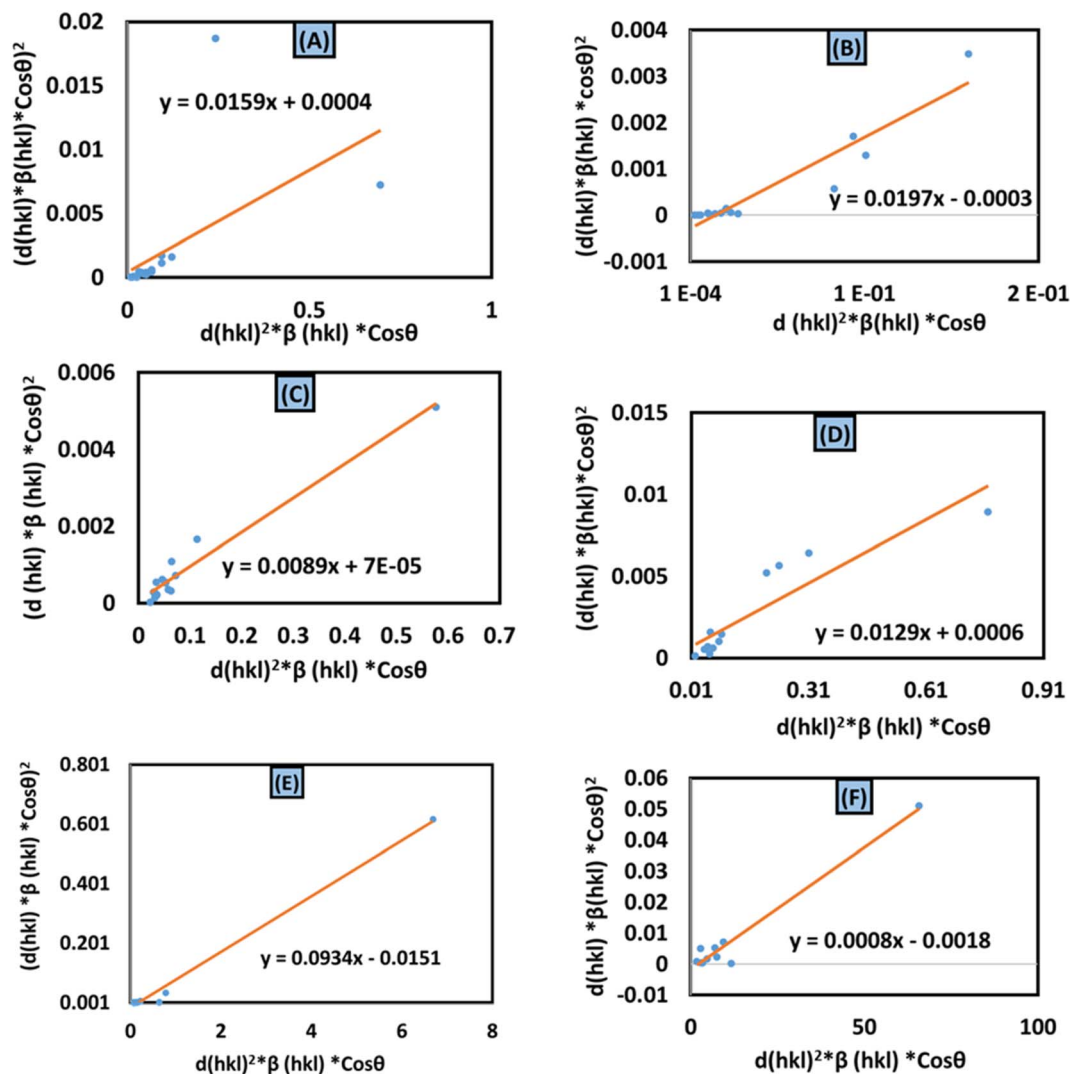 (A)
(d(hkl)*β(hkl)*Cosθ)²
0.02
0.015
0.01
0.005
0
y = 0.0159x + 0.0004
0
0.5
1
d(hkl)²*β (hkl) *Cosθ
(B)
(d(hkl)*β(hkl) *cosθ)²
0.004
0.003
0.002
0.001
0
-0.001
y = 0.0197x - 0.0003
1 E-04
1 E-01
2 E-01
d (hkl)²*β(hkl) *Cosθ
(C)
(d (hkl) *β (hkl) *Cosθ)²
0.006
0.004
0.002
0
y = 0.0089x + 7E-05
0
0.1
0.2
0.3
0.4
0.5
0.6
0.7
d(hkl)²*β (hkl) *Cosθ
(D)
(d(hkl) *β(hkl)*Cosθ)²
0.015
0.01
0.005
0
y = 0.0129x + 0.0006
0.01
0.31
0.61
0.91
d(hkl)²*β (hkl) *Cosθ
(E)
(d(hkl) *β (hkl) *Cosθ)²
0.801
0.601
0.401
0.201
0.001
y = 0.0934x - 0.0151
0
2
4
6
8
d(hkl)²*β (hkl) *Cosθ
(F)
d(hkl) *β(hkl) *Cosθ)²
0.06
0.05
0.04
0.03
0.02
0.01
0
-0.01
y = 0.0008x - 0.0018
0
50
100
d(hkl)²*β (hkl) *Cosθ